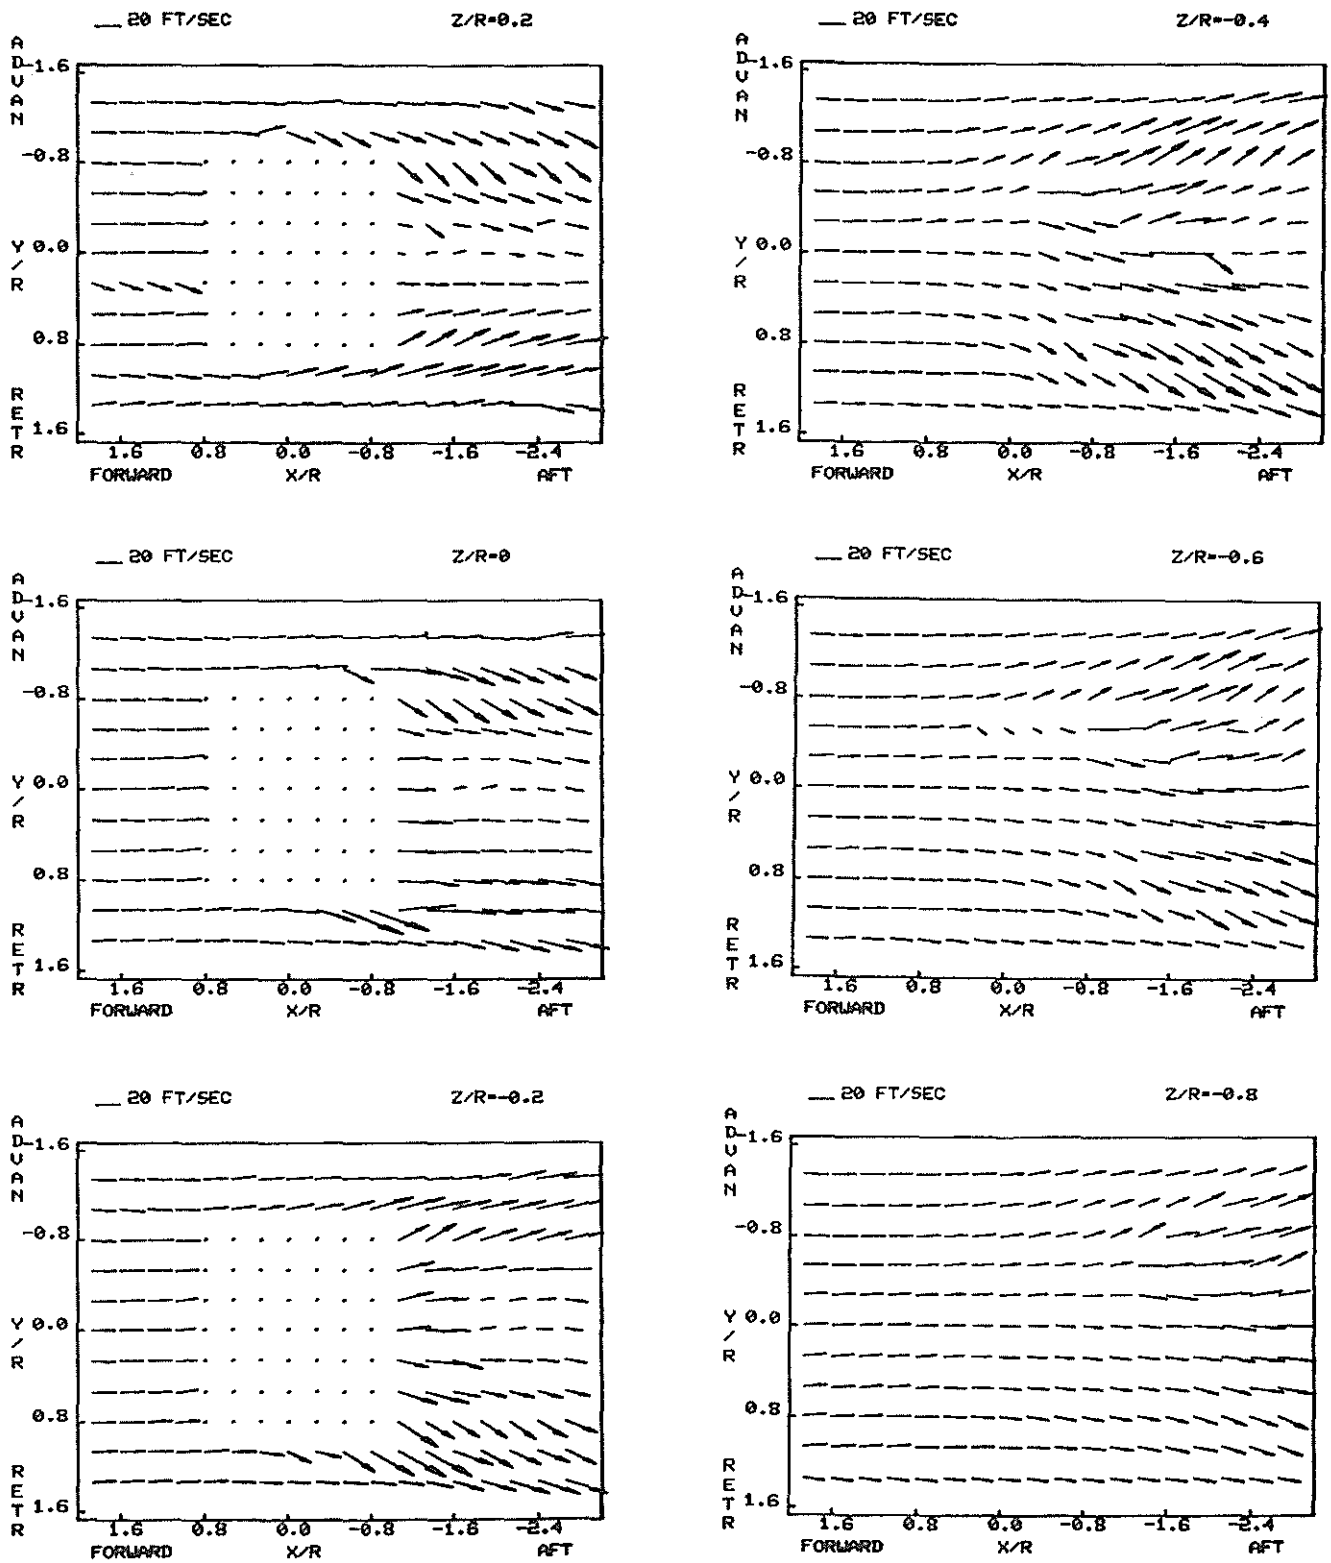 20 FT/SEC Z/R=0.2
ADVAN
-1.6
-0.8
Y/R
0.0
0.8
RETR
1.6
1.6 0.8 0.0 -0.8 -1.6 -2.4
FORWARD X/R AFT
20 FT/SEC Z/R=-0.4
ADVAN
-1.6
-0.8
Y/R
0.0
0.8
RETR
1.6
1.6 0.8 0.0 -0.8 -1.6 -2.4
FORWARD X/R AFT
20 FT/SEC Z/R=0
ADVAN
-1.6
-0.8
Y/R
0.0
0.8
RETR
1.6
1.6 0.8 0.0 -0.8 -1.6 -2.4
FORWARD X/R AFT
20 FT/SEC Z/R=-0.6
ADVAN
-1.6
-0.8
Y/R
0.0
0.8
RETR
1.6
1.6 0.8 0.0 -0.8 -1.6 -2.4
FORWARD X/R AFT
20 FT/SEC Z/R=-0.2
ADVAN
-1.6
-0.8
Y/R
0.0
0.8
RETR
1.6
1.6 0.8 0.0 -0.8 -1.6 -2.4
FORWARD X/R AFT
20 FT/SEC Z/R=-0.8
ADVAN
-1.6
-0.8
Y/R
0.0
0.8
RETR
1.6
1.6 0.8 0.0 -0.8 -1.6 -2.4
FORWARD X/R AFT